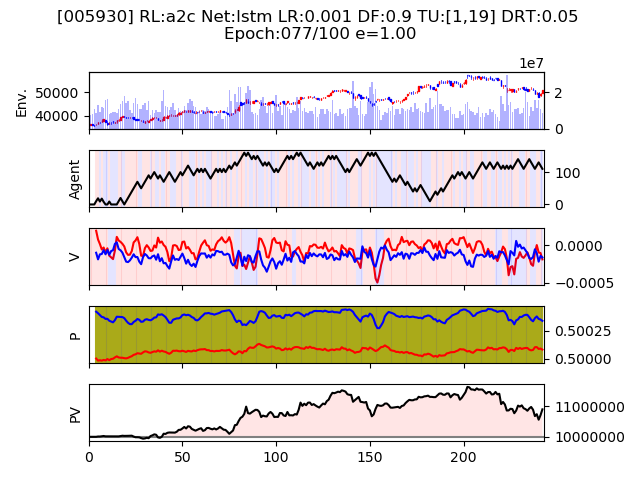 [005930] RL:a2c Net:lstm LR:0.001 DF:0.9 TU:[1,19] DRT:0.05
Epoch:077/100 e=1.00
1e7
Env.
50000
40000
2
0
Agent
100
0
V
0.0000
−0.0005
P
0.50025
0.50000
PV
11000000
10000000
0 50 100 150 200